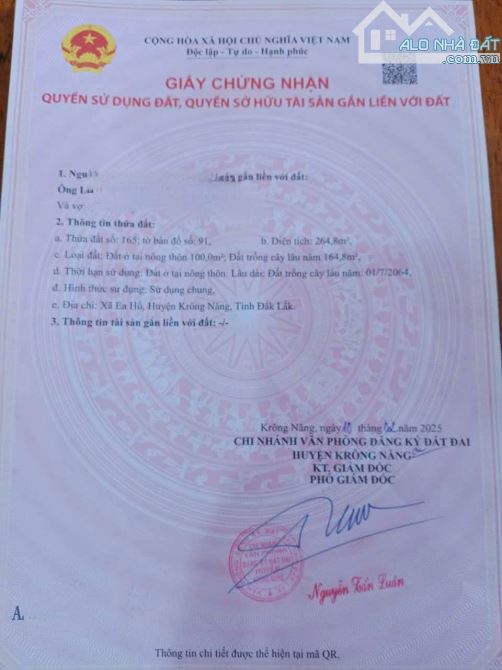 CỘNG HÒA XÃ HỘI CHỦ NGHĨA VIỆT NAM
Độc lập - Tự do - Hạnh phúc
ALO NHÀ ĐẤT
.com.vn
GIẤY CHỨNG NHẬN
QUYỀN SỬ DỤNG ĐẤT, QUYỀN SỞ HỮU TÀI SẢN GẮN LIỀN VỚI ĐẤT
1. gắn liền với đất:
Ông
Và vợ
2. Thông tin thửa đất:
a. Thửa đất số: 165; tờ bản đồ số: 91, b. Diện tích: 264,8m²,
c. Loại đất: Đất ở tại nông thôn 100,0m²; Đất trồng cây lâu năm 164,8m²,
d. Thời hạn sử dụng: Đất ở tại nông thôn: Lâu dài; Đất trồng cây lâu năm: 01/7/2064,
đ. Hình thức sử dụng: Sử dụng chung,
e. Địa chỉ: Xã Ea Hồ, Huyện Krông Năng, Tỉnh Đắk Lắk.
3. Thông tin tài sản gắn liền với đất: -/-
Krông Năng, ngày 10 tháng 02 năm 2025
CHI NHÁNH VĂN PHÒNG ĐĂNG KÝ ĐẤT ĐAI
HUYỆN KRÔNG NĂNG
KT. GIÁM ĐỐC
PHÓ GIÁM ĐỐC
Nguyễn Tấn Luân
A
Thông tin chi tiết được thể hiện tại mã QR.